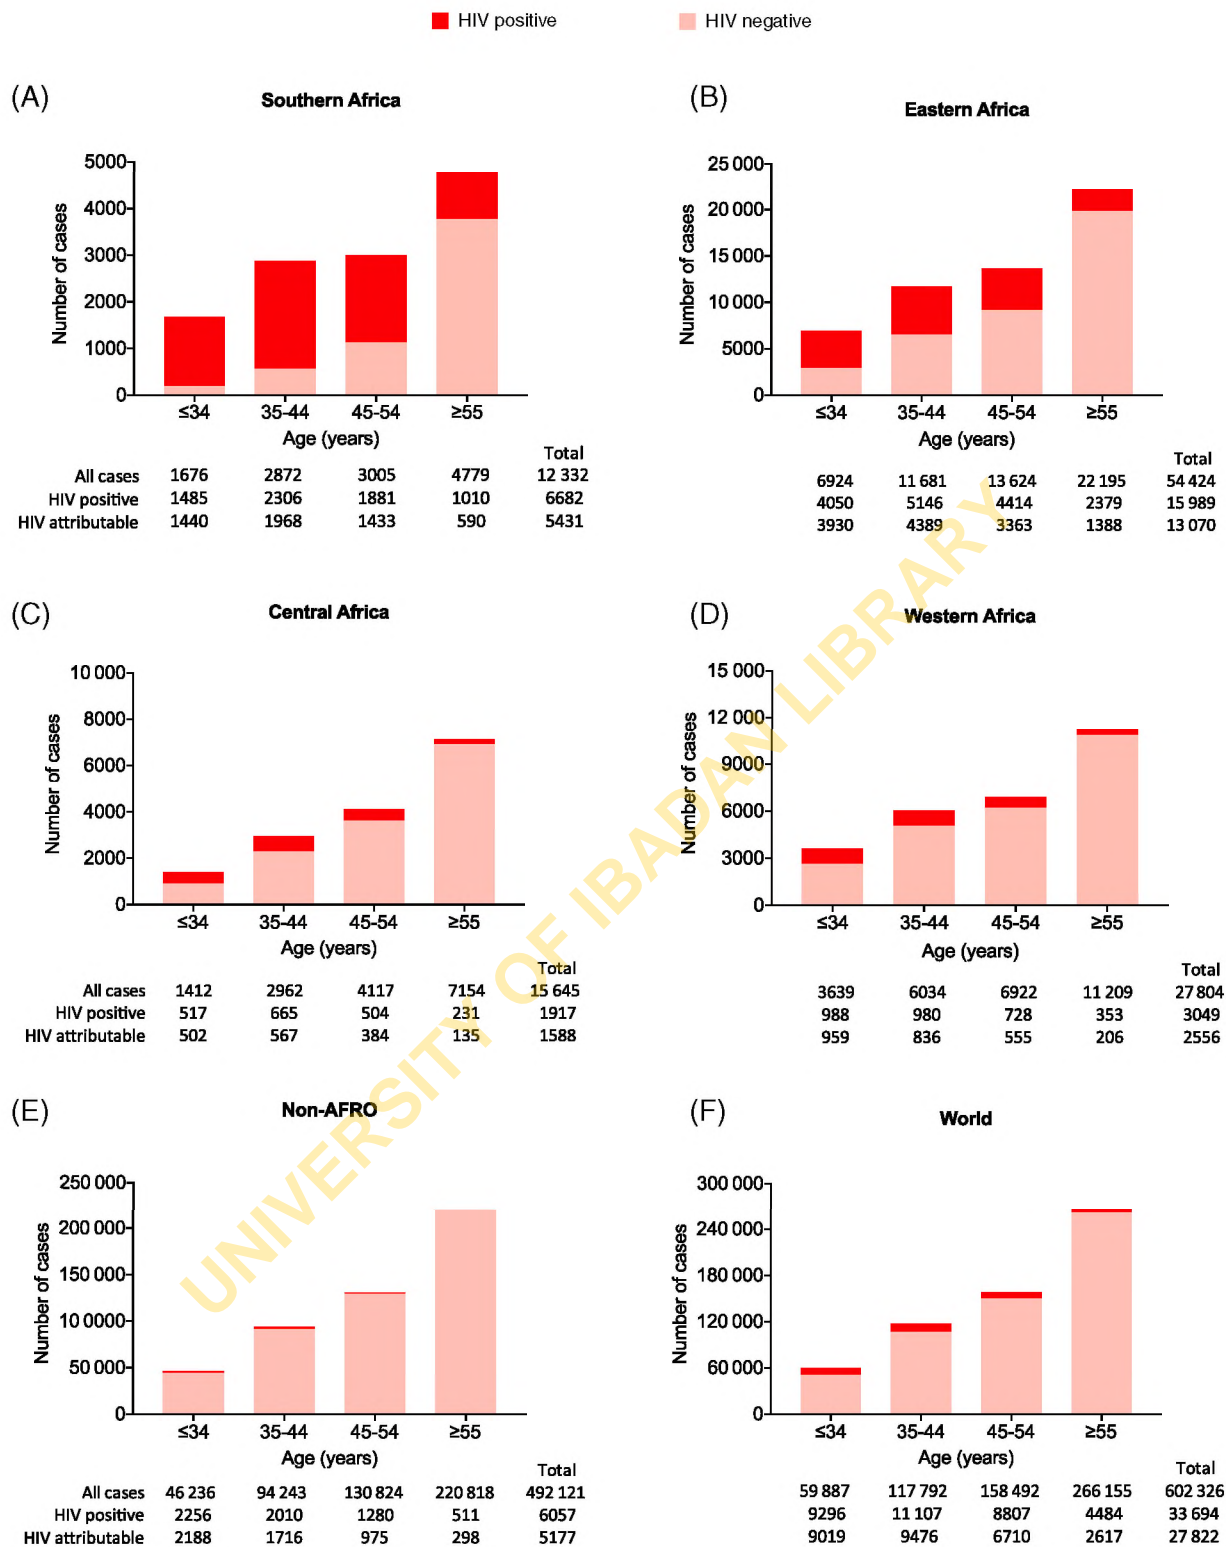 HIV positive HIV negative
(A) Southern Africa
Number of cases
5000
4000
3000
2000
1000
0
≤34 35-44 45-54 ≥55
Age (years)
Total
All cases 1676 2872 3005 4779 12 332
HIV positive 1485 2306 1881 1010 6682
HIV attributable 1440 1968 1433 590 5431
(B) Eastern Africa
Number of cases
25 000
20 000
15 000
10 000
5000
0
≤34 35-44 45-54 ≥55
Age (years)
Total
6924 11 681 13 624 22 195 54 424
4050 5146 4414 2379 15 989
3930 4389 3363 1388 13 070
(C) Central Africa
Number of cases
10 000
8000
6000
4000
2000
0
≤34 35-44 45-54 ≥55
Age (years)
Total
All cases 1412 2962 4117 7154 15 645
HIV positive 517 665 504 231 1917
HIV attributable 502 567 384 135 1588
(D) Western Africa
Number of cases
15 000
12 000
9000
6000
3000
0
≤34 35-44 45-54 ≥55
Age (years)
Total
3639 6034 6922 11 209 27 804
988 980 728 353 3049
959 836 555 206 2556
(E) Non-AFRO
Number of cases
250 000
200 000
150 000
10 0000
50 000
0
≤34 35-44 45-54 ≥55
Age (years)
Total
All cases 46 236 94 243 130 824 220 818 492 121
HIV positive 2256 2010 1280 511 6057
HIV attributable 2188 1716 975 298 5177
(F) World
Number of cases
300 000
240 000
180 000
120 000
60 000
0
≤34 35-44 45-54 ≥55
Age (years)
Total
59 887 117 792 158 492 266 155 602 326
9296 11 107 8807 4484 33 694
9019 9476 6710 2617 27 822
UNIVERSITY OF IBADAN LIBRARY